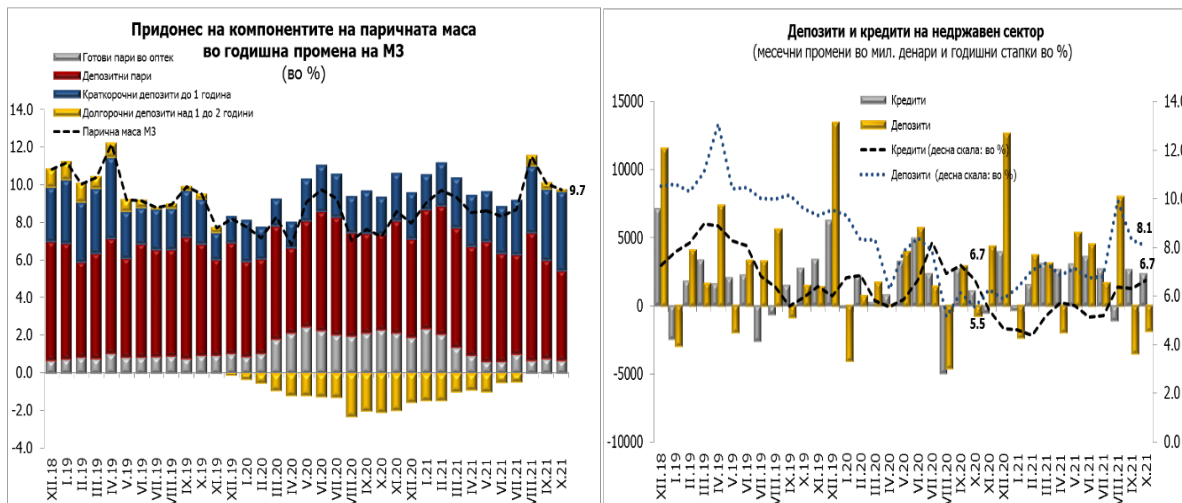 Придонес на компонентите на паричната маса
во годишна промена на М3
(во %)
Готови пари во оптек
Депозитни пари
Краткорочни депозити до 1 година
Долгорочни депозити над 1 до 2 години
Парична маса М3
14.0
12.0
10.0
8.0
6.0
4.0
2.0
0.0
-2.0
-4.0
9.7
XII.18
I.19
II.19
III.19
IV.19
V.19
VI.19
VII.19
VIII.19
IX.19
X.19
XI.19
XII.19
I.20
II.20
III.20
IV.20
V.20
VI.20
VII.20
VIII.20
IX.20
X.20
XI.20
XII.20
I.21
II.21
III.21
IV.21
V.21
VI.21
VII.21
VIII.21
IX.21
X.21
Депозити и кредити на недржавен сектор
(месечни промени во мил. денари и годишни стапки во %)
Кредити
Депозити
Кредити (десна скала: во %)
Депозити (десна скала: во %)
15000
10000
5000
0
-5000
-10000
14.0
12.0
10.0
8.0
6.0
4.0
2.0
0.0
6.7
5.5
8.1
6.7
XII.18
I.19
II.19
III.19
IV.19
V.19
VI.19
VII.19
VIII.19
IX.19
X.19
XI.19
XII.19
I.20
II.20
III.20
IV.20
V.20
VI.20
VII.20
VIII.20
IX.20
X.20
XI.20
XII.20
I.21
II.21
III.21
IV.21
V.21
VI.21
VII.21
VIII.21
IX.21
X.21